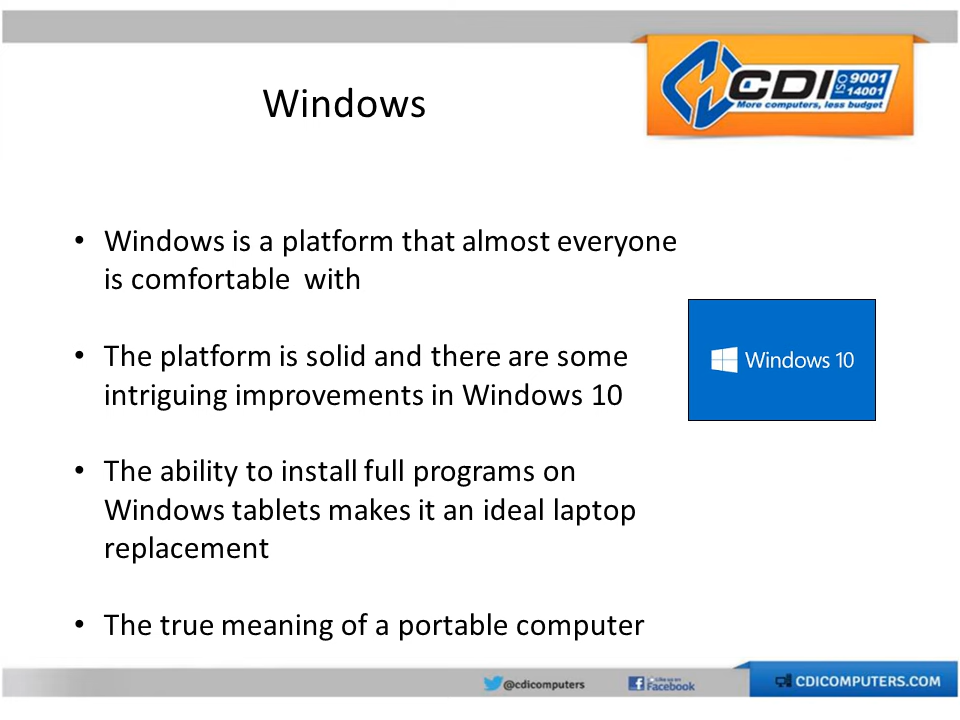 Windows
CDI ISO 9001 14001
More computers, less budget
• Windows is a platform that almost everyone
is comfortable  with
• The platform is solid and there are some
intriguing improvements in Windows 10
Windows 10
• The ability to install full programs on
Windows tablets makes it an ideal laptop
replacement
• The true meaning of a portable computer
@cdicomputers
Like us on
Facebook
CDICOMPUTERS.COM